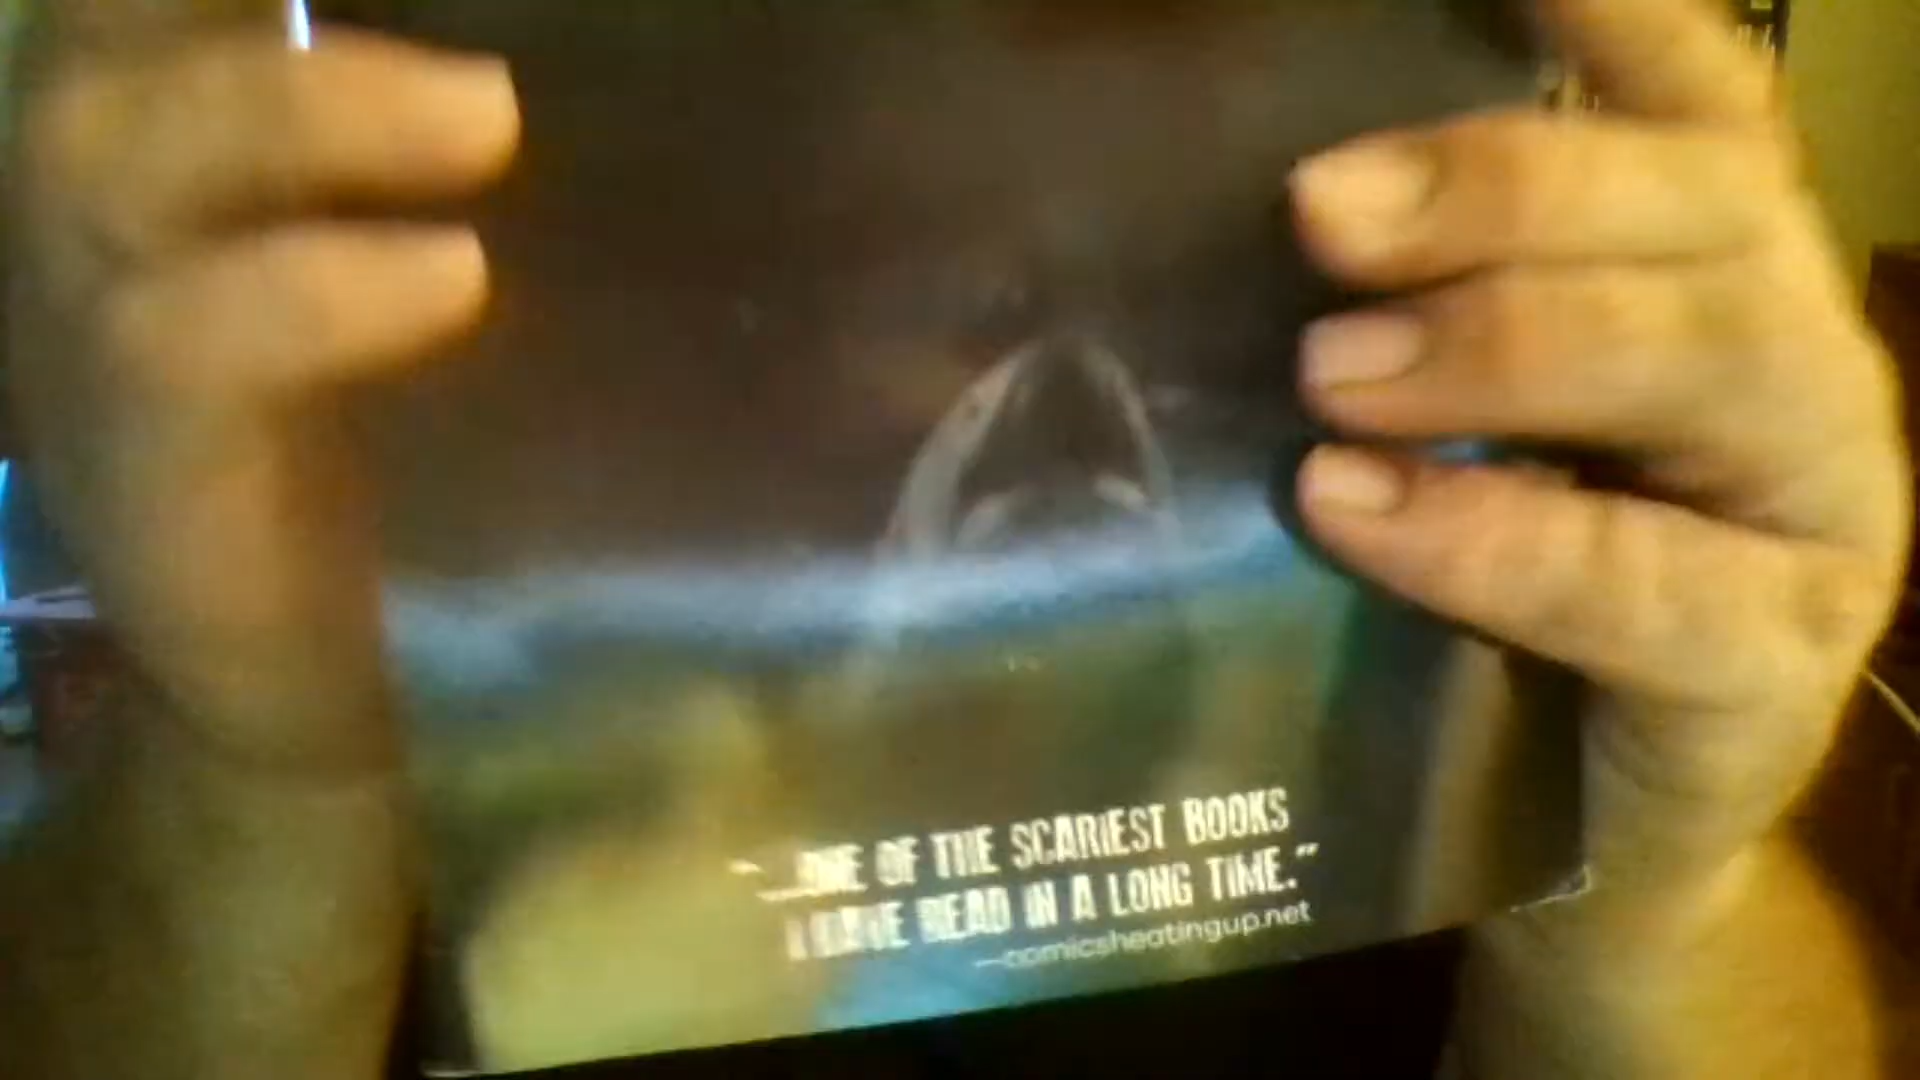 "...ONE OF THE SCARIEST BOOKS
I HAVE READ IN A LONG TIME."
—comicsheatingup.net